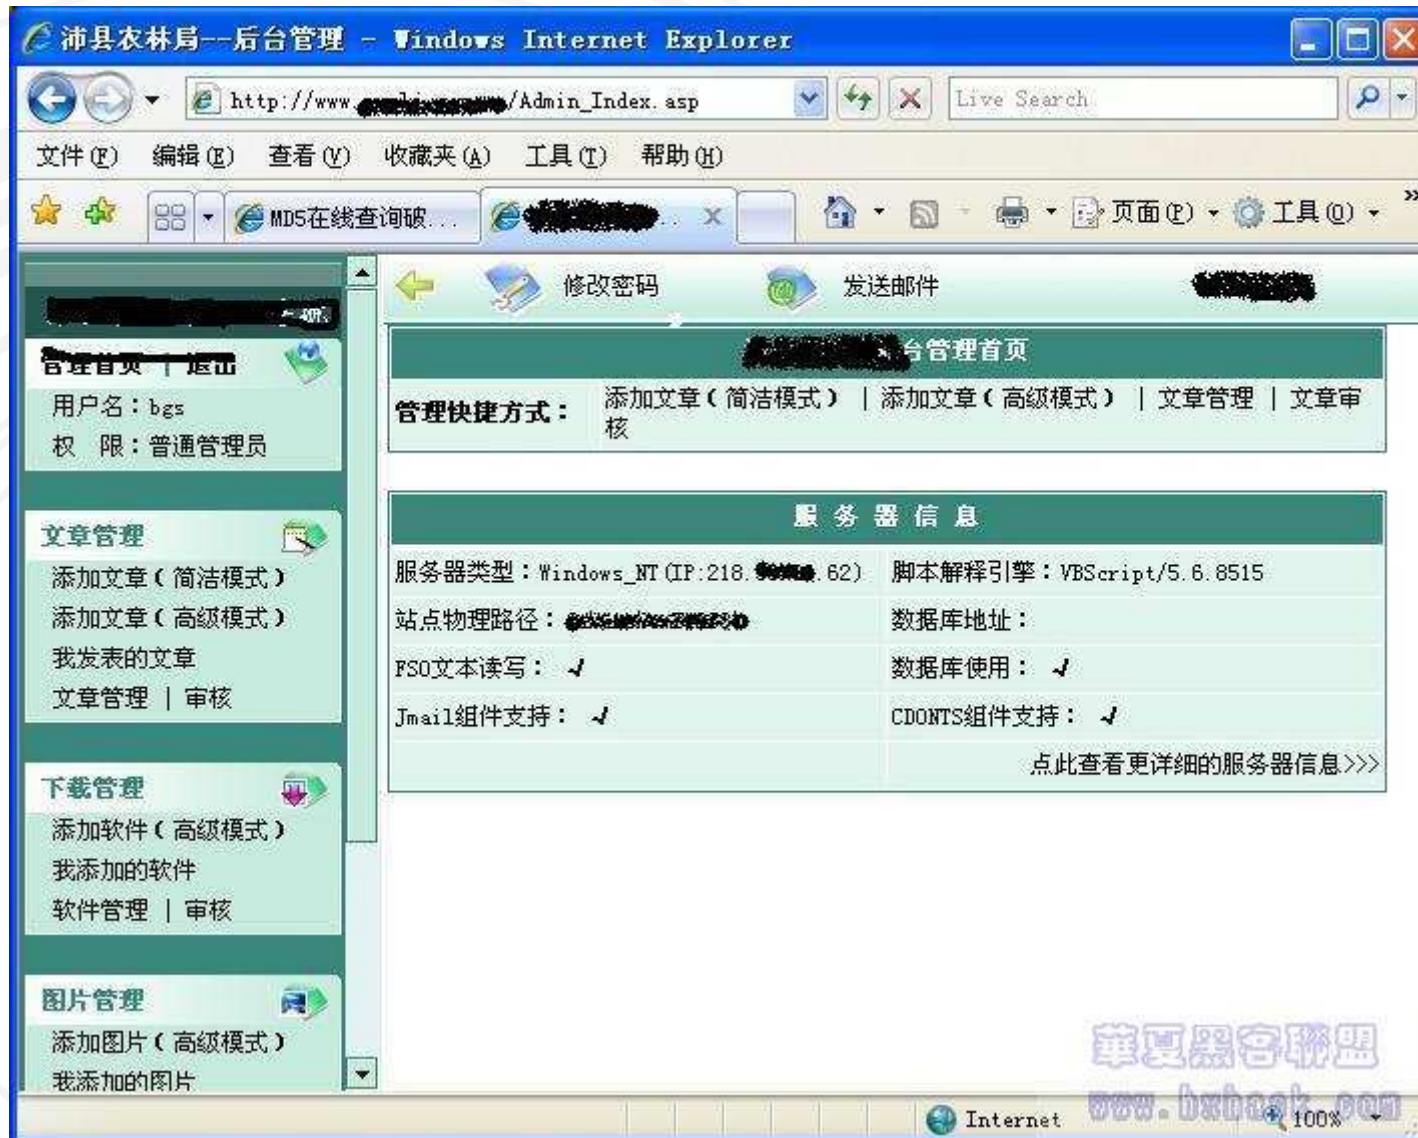 沛县农林局--后台管理 - Windows Internet Explorer
http://www. /Admin_Index.asp
Live Search
文件(F) 编辑(E) 查看(V) 收藏夹(A) 工具(T) 帮助(H)
MD5在线查询破... .. 页面(P) 工具(O) »
修改密码 发送邮件
管理首页 | 退出
用户名：bgs
权 限：普通管理员
文章管理
添加文章(简洁模式)
添加文章(高级模式)
我发表的文章
文章管理 | 审核
下载管理
添加软件(高级模式)
我添加的软件
软件管理 | 审核
图片管理
添加图片(高级模式)
我添加的图片
台管理首页
管理快捷方式： 添加文章(简洁模式) | 添加文章(高级模式) | 文章管理 | 文章审
核
服 务 器 信 息
服务器类型：Windows_NT(IP:218. .62) 脚本解释引擎：VBScript/5.6.8515
站点物理路径： 数据库地址：
FSO文本读写： √ 数据库使用： √
Jmail组件支持： √ CDONTS组件支持： √
点此查看更详细的服务器信息>>>
華夏黑客聯盟
www.hxhack.com
Internet 100%